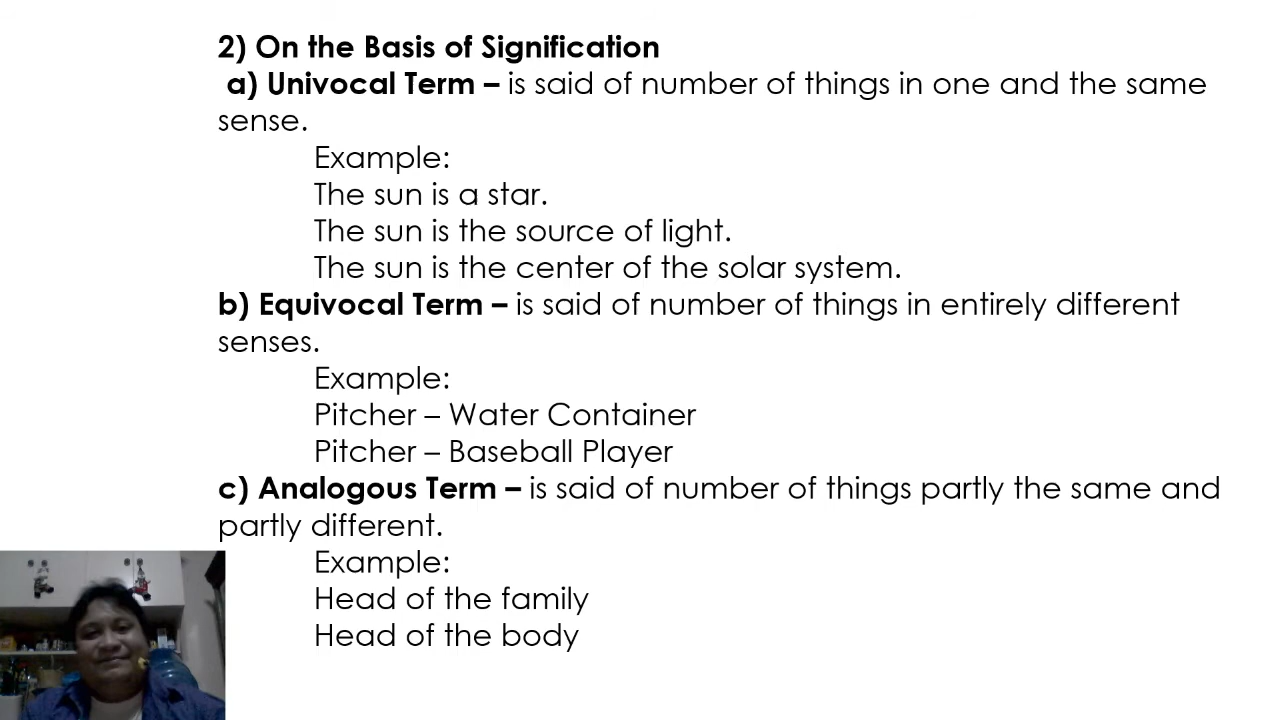 2) On the Basis of Signification
a) Univocal Term – is said of number of things in one and the same
sense.
Example:
The sun is a star.
The sun is the source of light.
The sun is the center of the solar system.
b) Equivocal Term – is said of number of things in entirely different
senses.
Example:
Pitcher – Water Container
Pitcher – Baseball Player
c) Analogous Term – is said of number of things partly the same and
partly different.
Example:
Head of the family
Head of the body